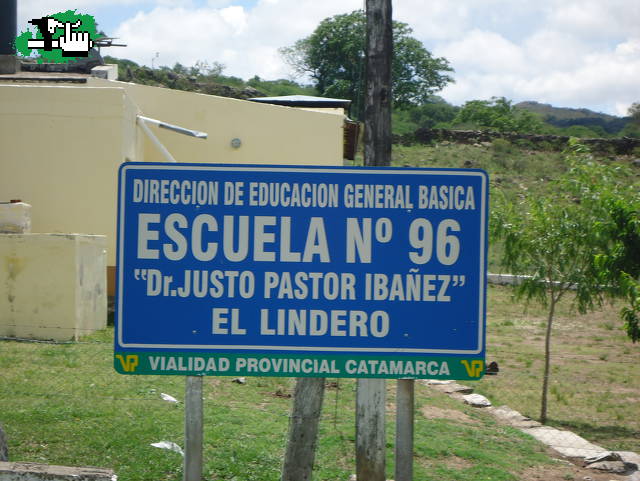 DIRECCION DE EDUCACION GENERAL BASICA
ESCUELA Nº 96
"Dr.JUSTO PASTOR IBAÑEZ"
EL LINDERO
VP VIALIDAD PROVINCIAL CATAMARCA VP